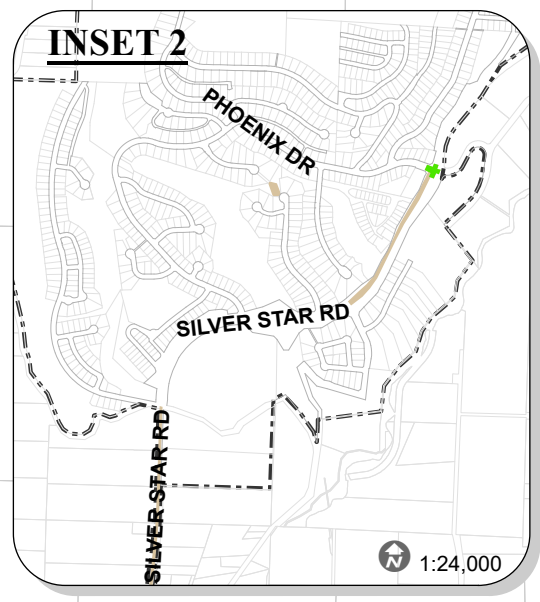 INSET 2
PHOENIX DR
SILVER STAR RD
SILVER STAR RD
N 1:24,000